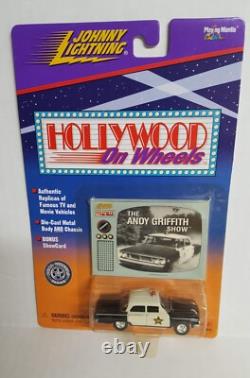 JOHNNY
LIGHTNING
Playing Mantis
HOLLYWOOD
On Wheels
Authentic
Replicas of
Famous TV and
Movie Vehicles
Die-Cast Metal
Body AND Chassis
BONUS
ShowCard
THE
ANDY GRIFFITH
SHOW
WARNING: